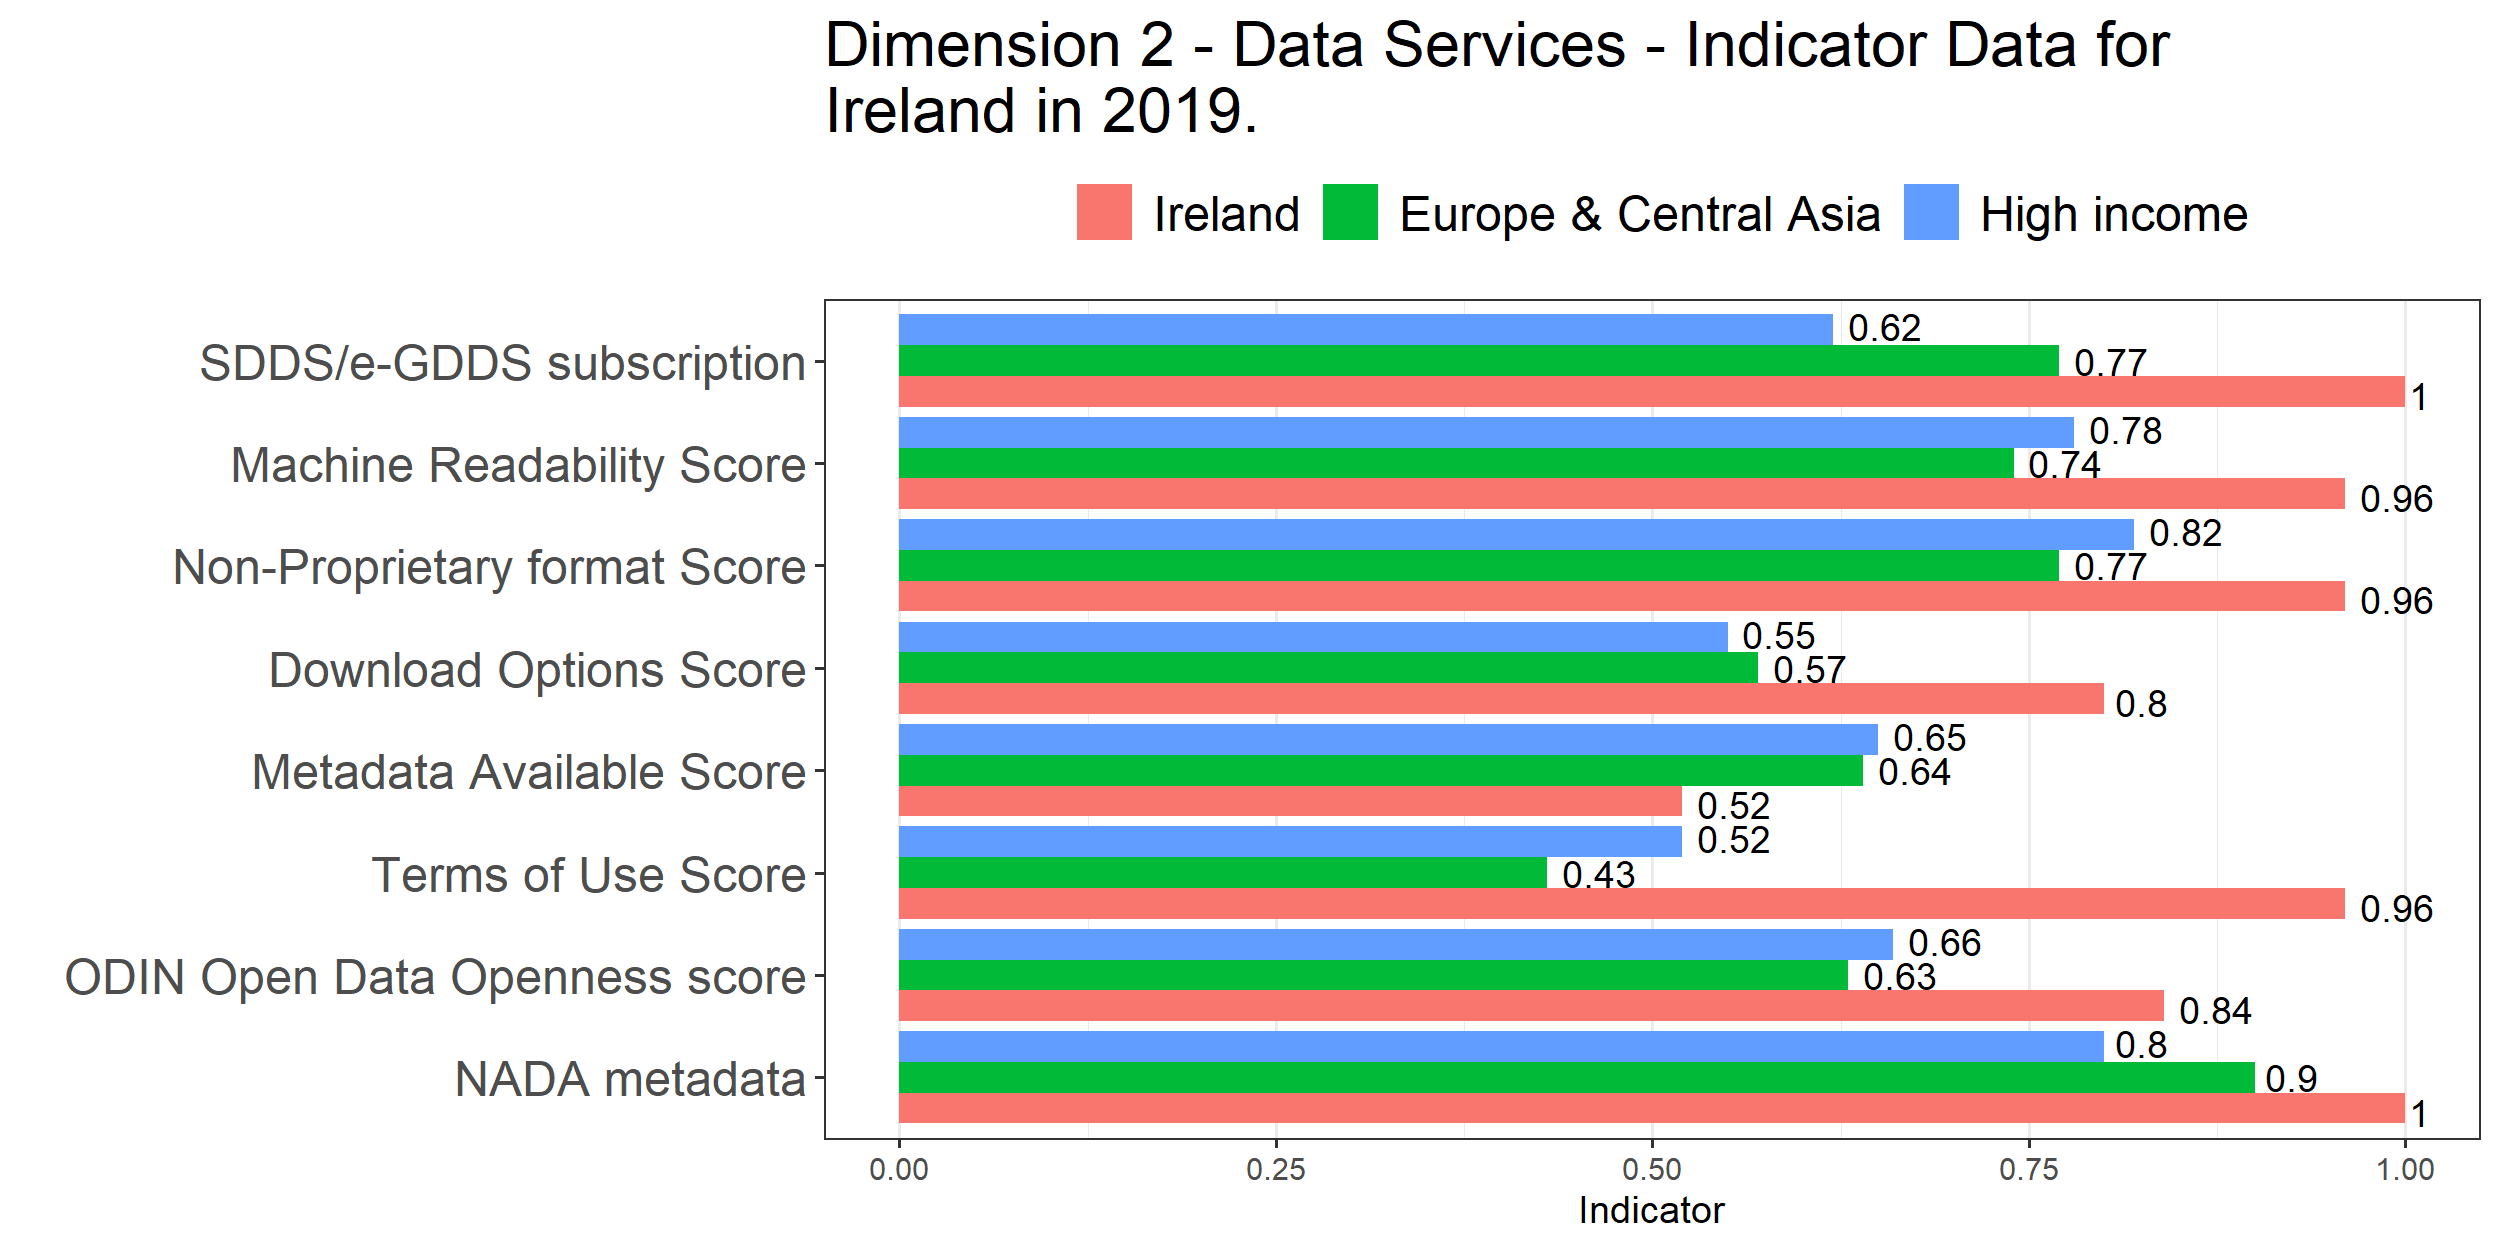 Dimension 2 - Data Services - Indicator Data for
Ireland in 2019.
Ireland
Europe & Central Asia
High income
SDDS/e-GDDS subscription
0.62
0.77
1
Machine Readability Score
0.78
0.74
0.96
Non-Proprietary format Score
0.82
0.77
0.96
Download Options Score
0.55
0.57
0.8
Metadata Available Score
0.65
0.64
0.52
Terms of Use Score
0.52
0.43
0.96
ODIN Open Data Openness score
0.66
0.63
0.84
NADA metadata
0.8
0.9
1
0.00
0.25
0.50
0.75
1.00
Indicator